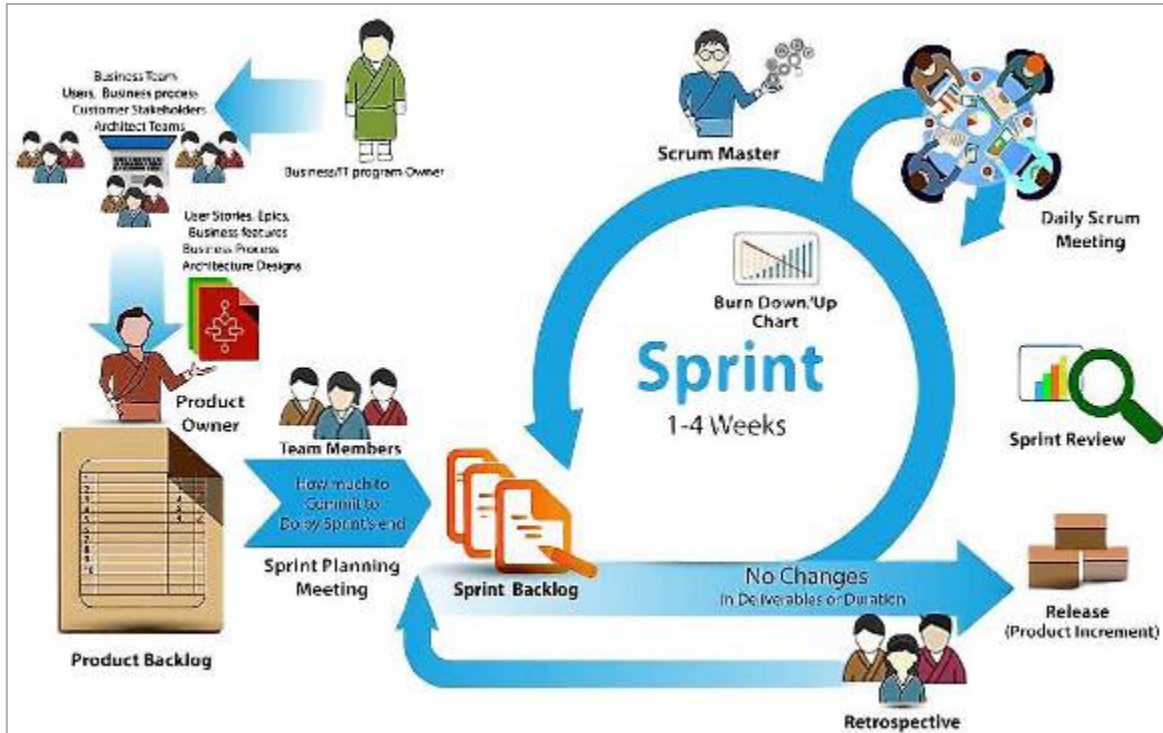 Business Team
Users, Business process
Customer Stakeholders
Architect Teams
Business/IT program Owner
User Stories, Epics,
Business features
Business Process
Architecture Designs
Product
Owner
Product Backlog
Team Members
How much to
Commit to
Do by Sprint's end
Sprint Planning
Meeting
Sprint Backlog
Scrum Master
Daily Scrum
Meeting
Burn Down/Up
Chart
Sprint
1-4 Weeks
Sprint Review
No Changes
in Deliverables or Duration
Release
(Product Increment)
Retrospective